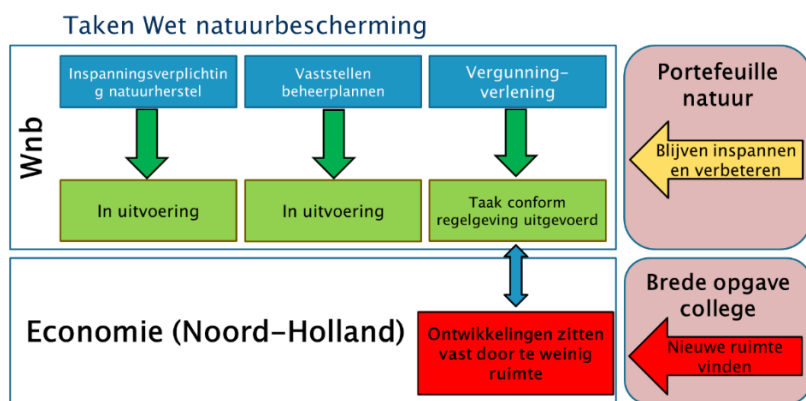 Taken Wet natuurbescherming
Wnb
Inspanningsverplichtin
g natuurherstel
Vaststellen
beheerplannen
Vergunning-
verlening
In uitvoering
In uitvoering
Taak conform
regelgeving uitgevoerd
Portefeuille
natuur
Blijven inspannen
en verbeteren
Economie (Noord-Holland)
Ontwikkelingen zitten
vast door te weinig
ruimte
Brede opgave
college
Nieuwe ruimte
vinden